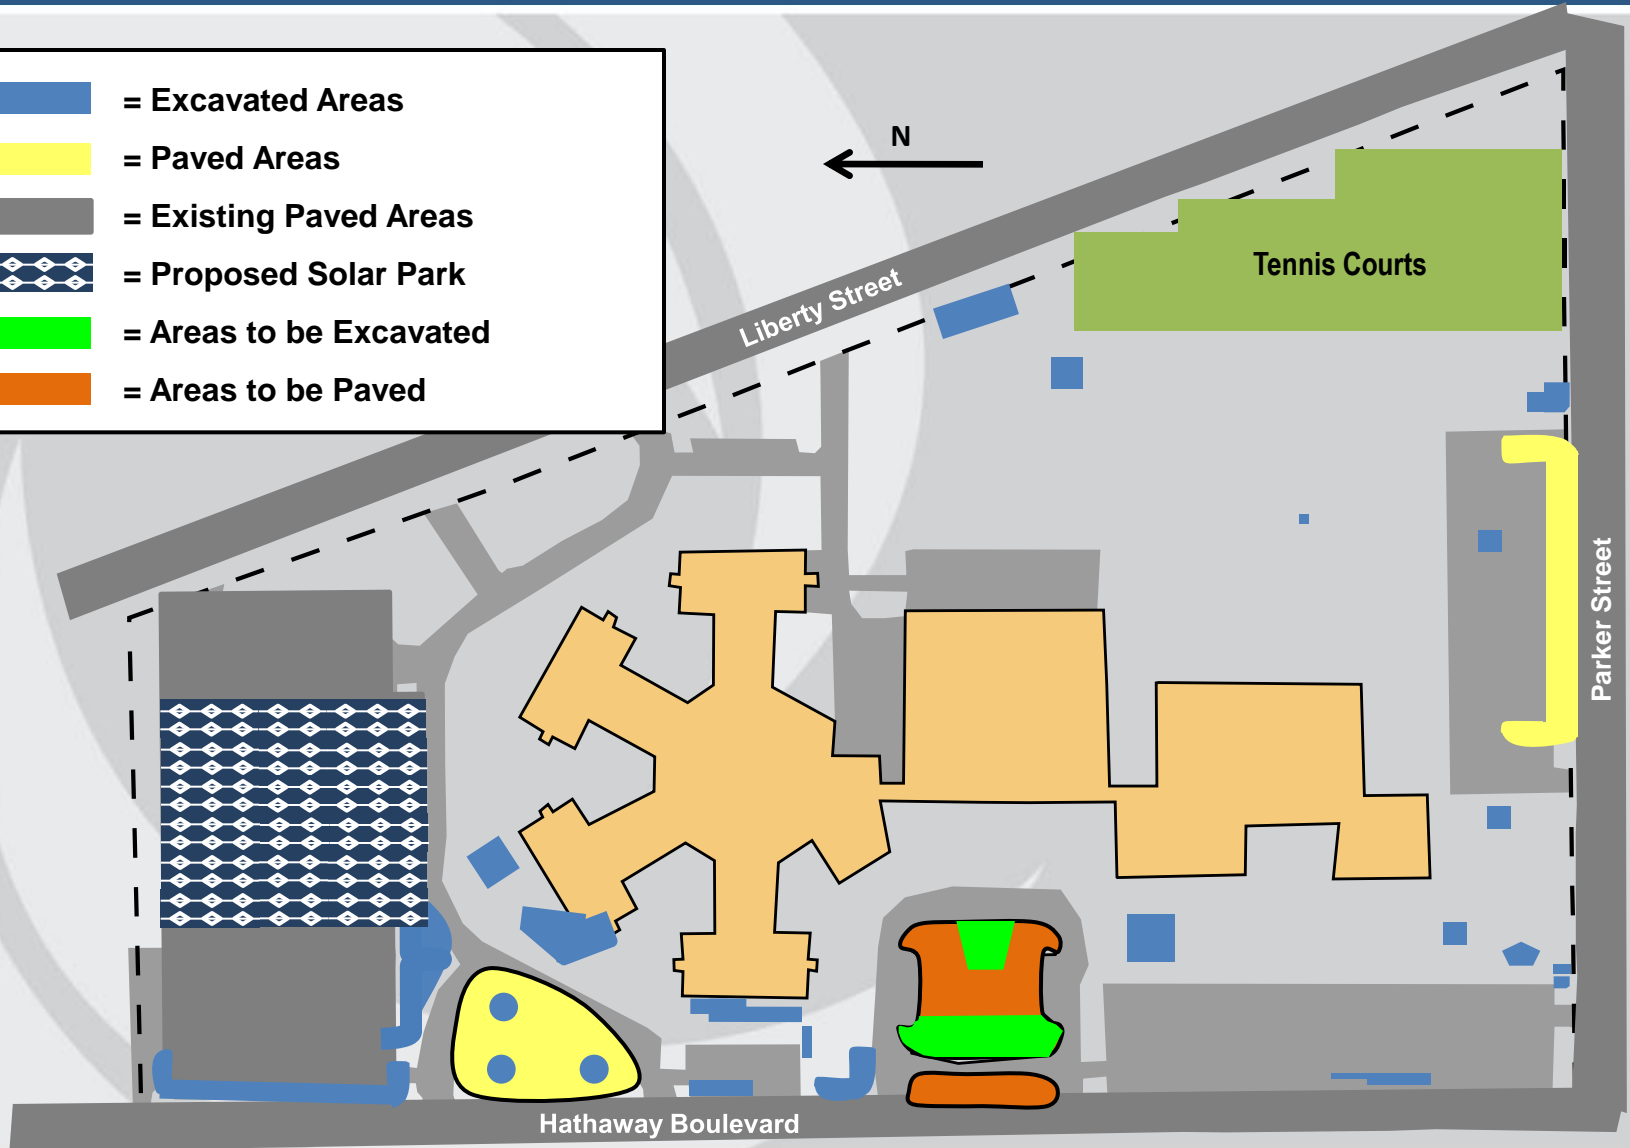 = Excavated Areas
= Paved Areas
= Existing Paved Areas
= Proposed Solar Park
= Areas to be Excavated
= Areas to be Paved
N
Liberty Street
Tennis Courts
Parker Street
Hathaway Boulevard